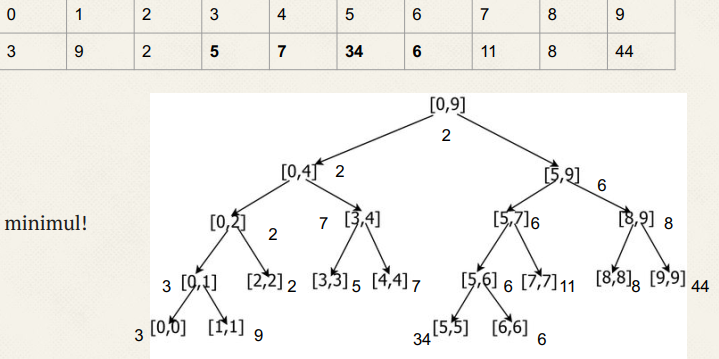 0 1 2 3 4 5 6 7 8 9
3 9 2 5 7 34 6 11 8 44
[0,9]
2
[0,4] 2 [5,9] 6
minimul! [0,2] 2 7 [3,4] [5,7] 6 [8,9] 8
3 [0,1] [2,2] 2 [3,3] 5 [4,4] 7 [5,6] 6 [7,7] 11 [8,8] 8 [9,9] 44
3 [0,0] [1,1] 9 34 [5,5] [6,6] 6